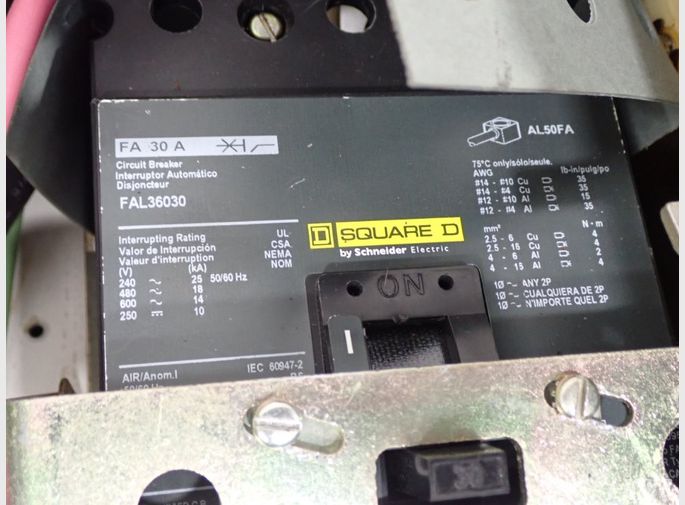 FA 30 A
Circuit Breaker
Interruptor Automático
Disjoncteur
FAL36030
Interrupting Rating UL
Valor de Interrupción CSA
Valeur d'interruption NEMA
(V) (kA) NOM
240 ~ 25 50/60 Hz
480 ~ 18
600 ~ 14
250 ⎓ 10
AIR/Anom.I IEC 60947-2
D SQUARE D
by Schneider Electric
ON
I
AL50FA
75°C only/sólo/seule.
AWG lb-in/pulg/po
#14 - #10 Cu 35
#14 - #4 Cu 35
#12 - #10 Al 15
#12 - #4 Al 35
mm² N·m
2.5 - 6 Cu 4
2.5 - 15 Cu 4
4 - 6 Al 2
4 - 15 Al 4
1Ø ~ ANY 2P
1Ø ~ CUALQUIERA DE 2P
1Ø ~ N'IMPORTE QUEL 2P